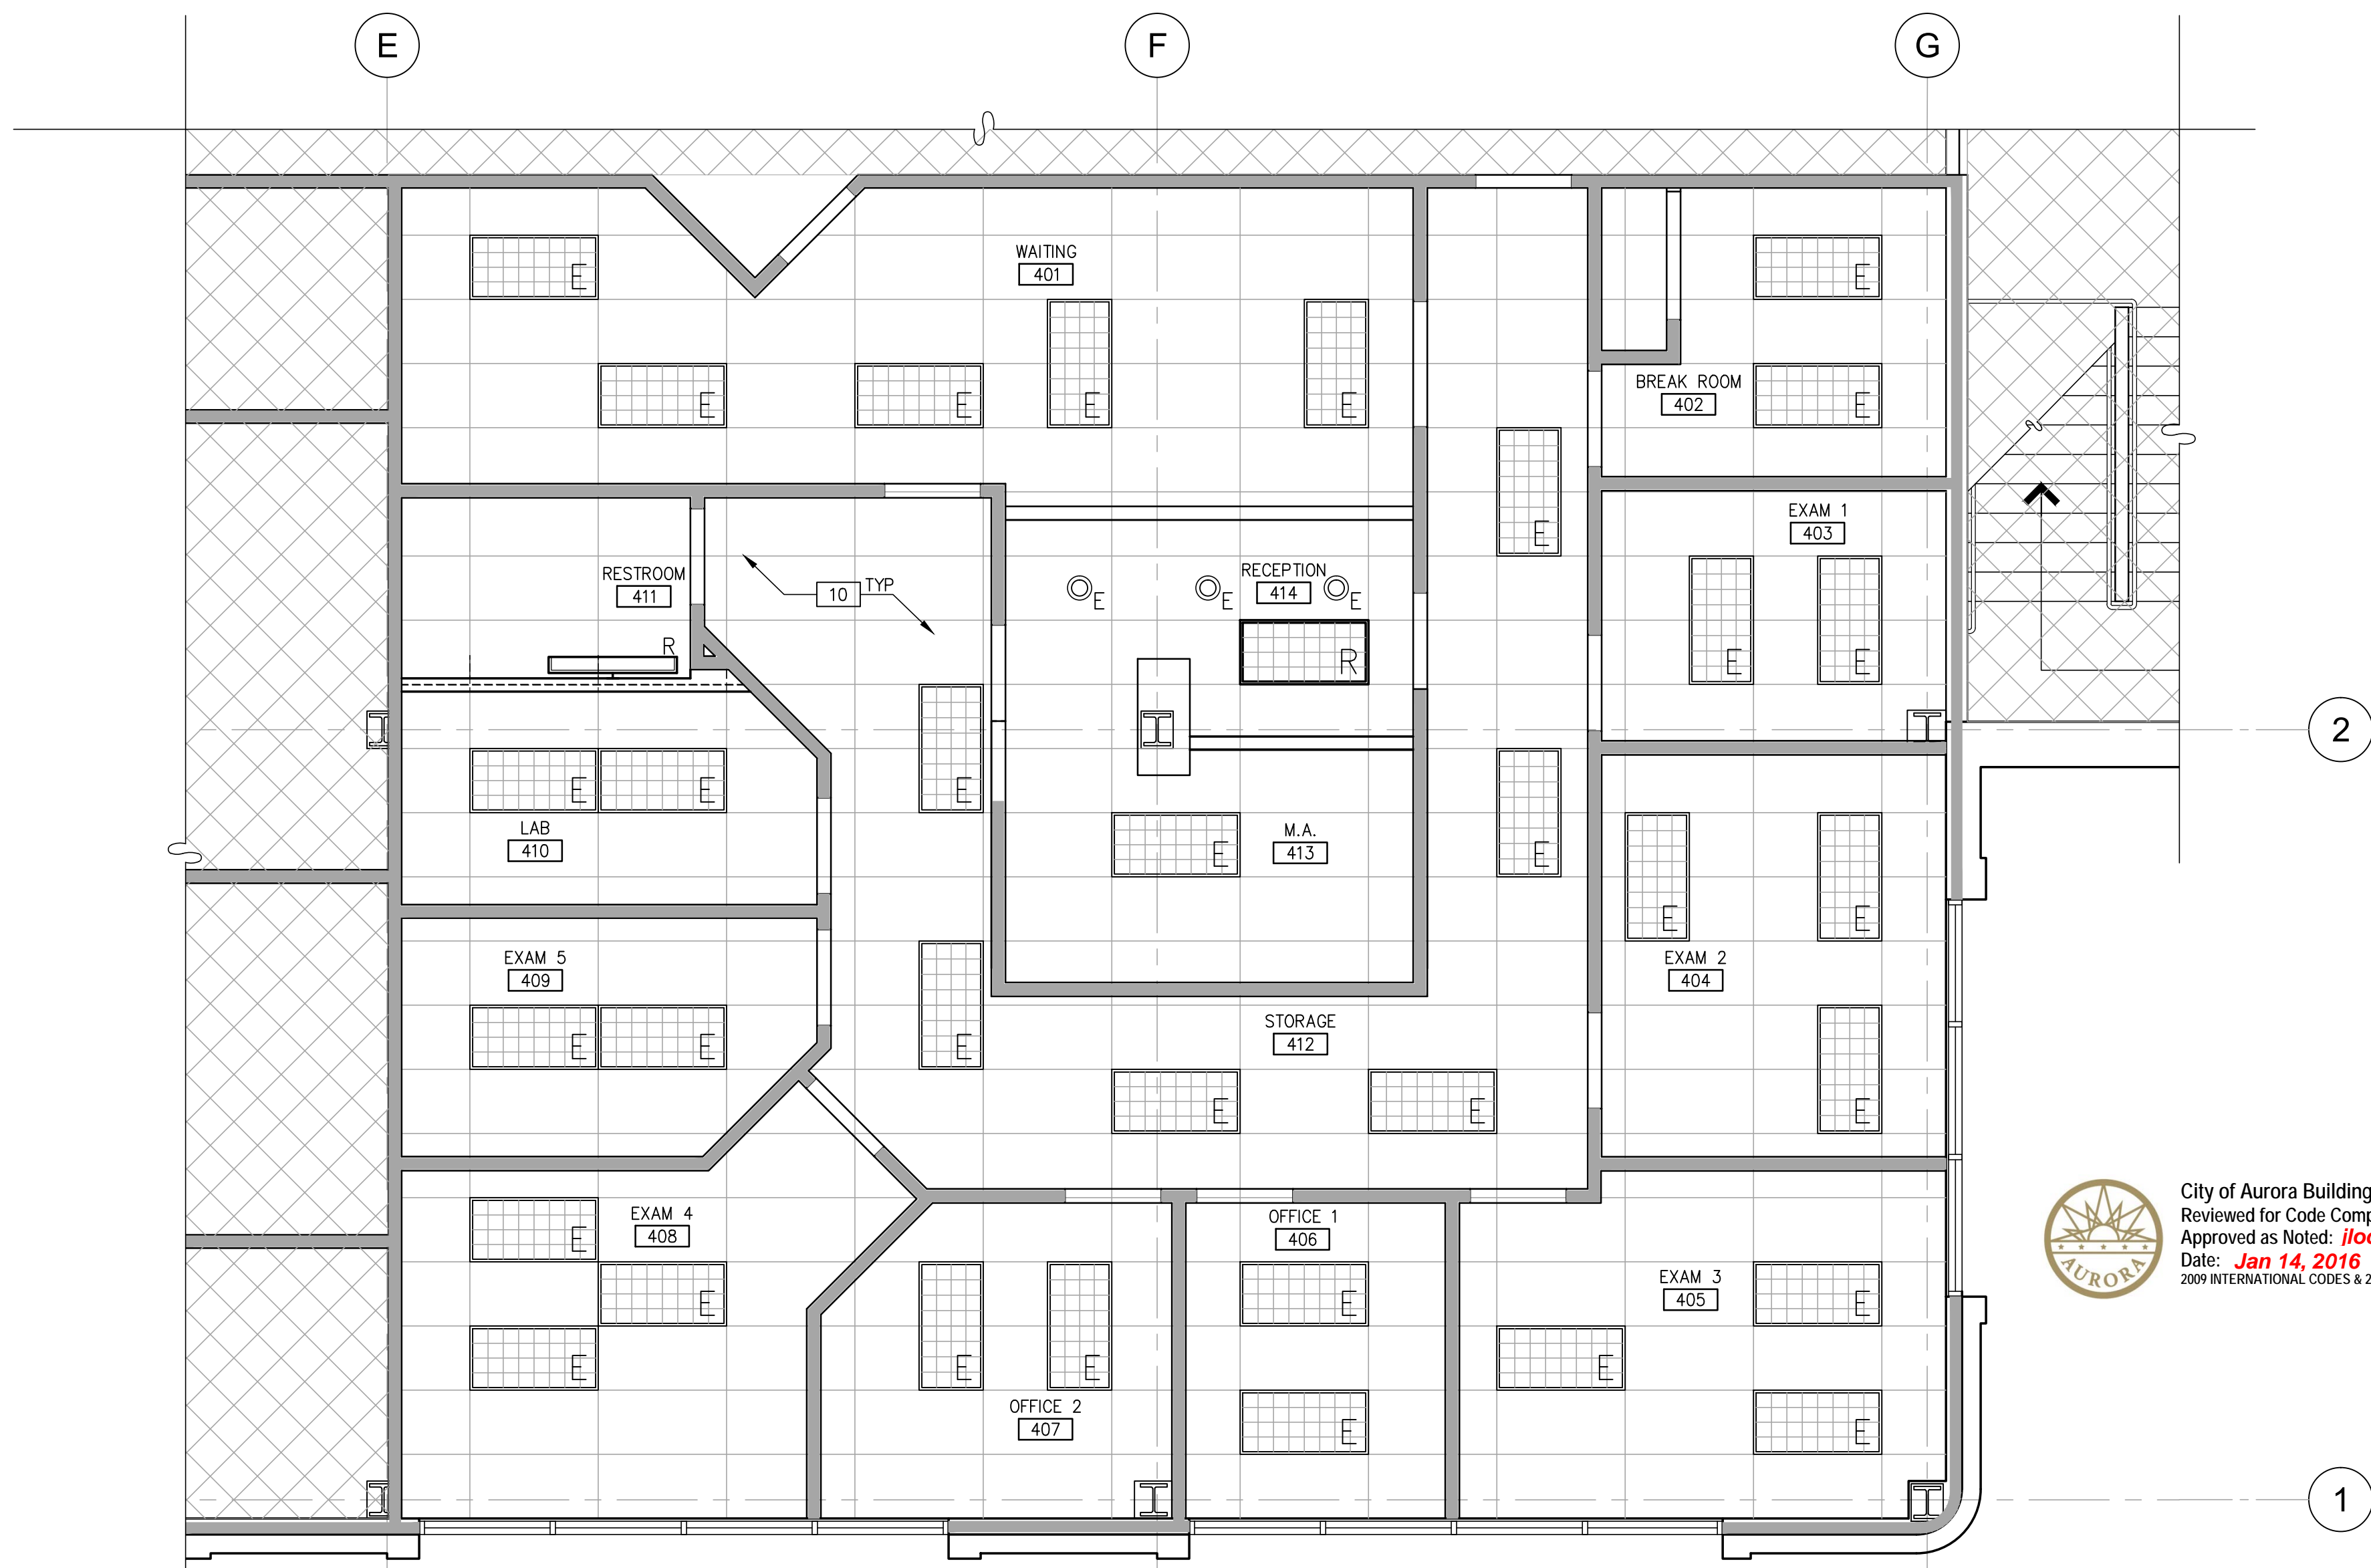 E
F
G
WAITING
401
E
E
E
E
E
E
E
BREAK ROOM
402
EXAM 1
403
E
RESTROOM
411
10
TYP
E
E
RECEPTION
414
E
R
R
E
E
2
E
E
E
LAB
410
E
M.A.
413
E
E
E
EXAM 2
404
EXAM 5
409
E
E
E
STORAGE
412
E
E
E
City of Aurora Building
Reviewed for Code Comp
Approved as Noted: jloc
Date: Jan 14, 2016
2009 INTERNATIONAL CODES & 2
AURORA
EXAM 4
408
E
OFFICE 1
406
E
E
EXAM 3
405
E
E
E
E
E
E
OFFICE 2
407
E
E
1